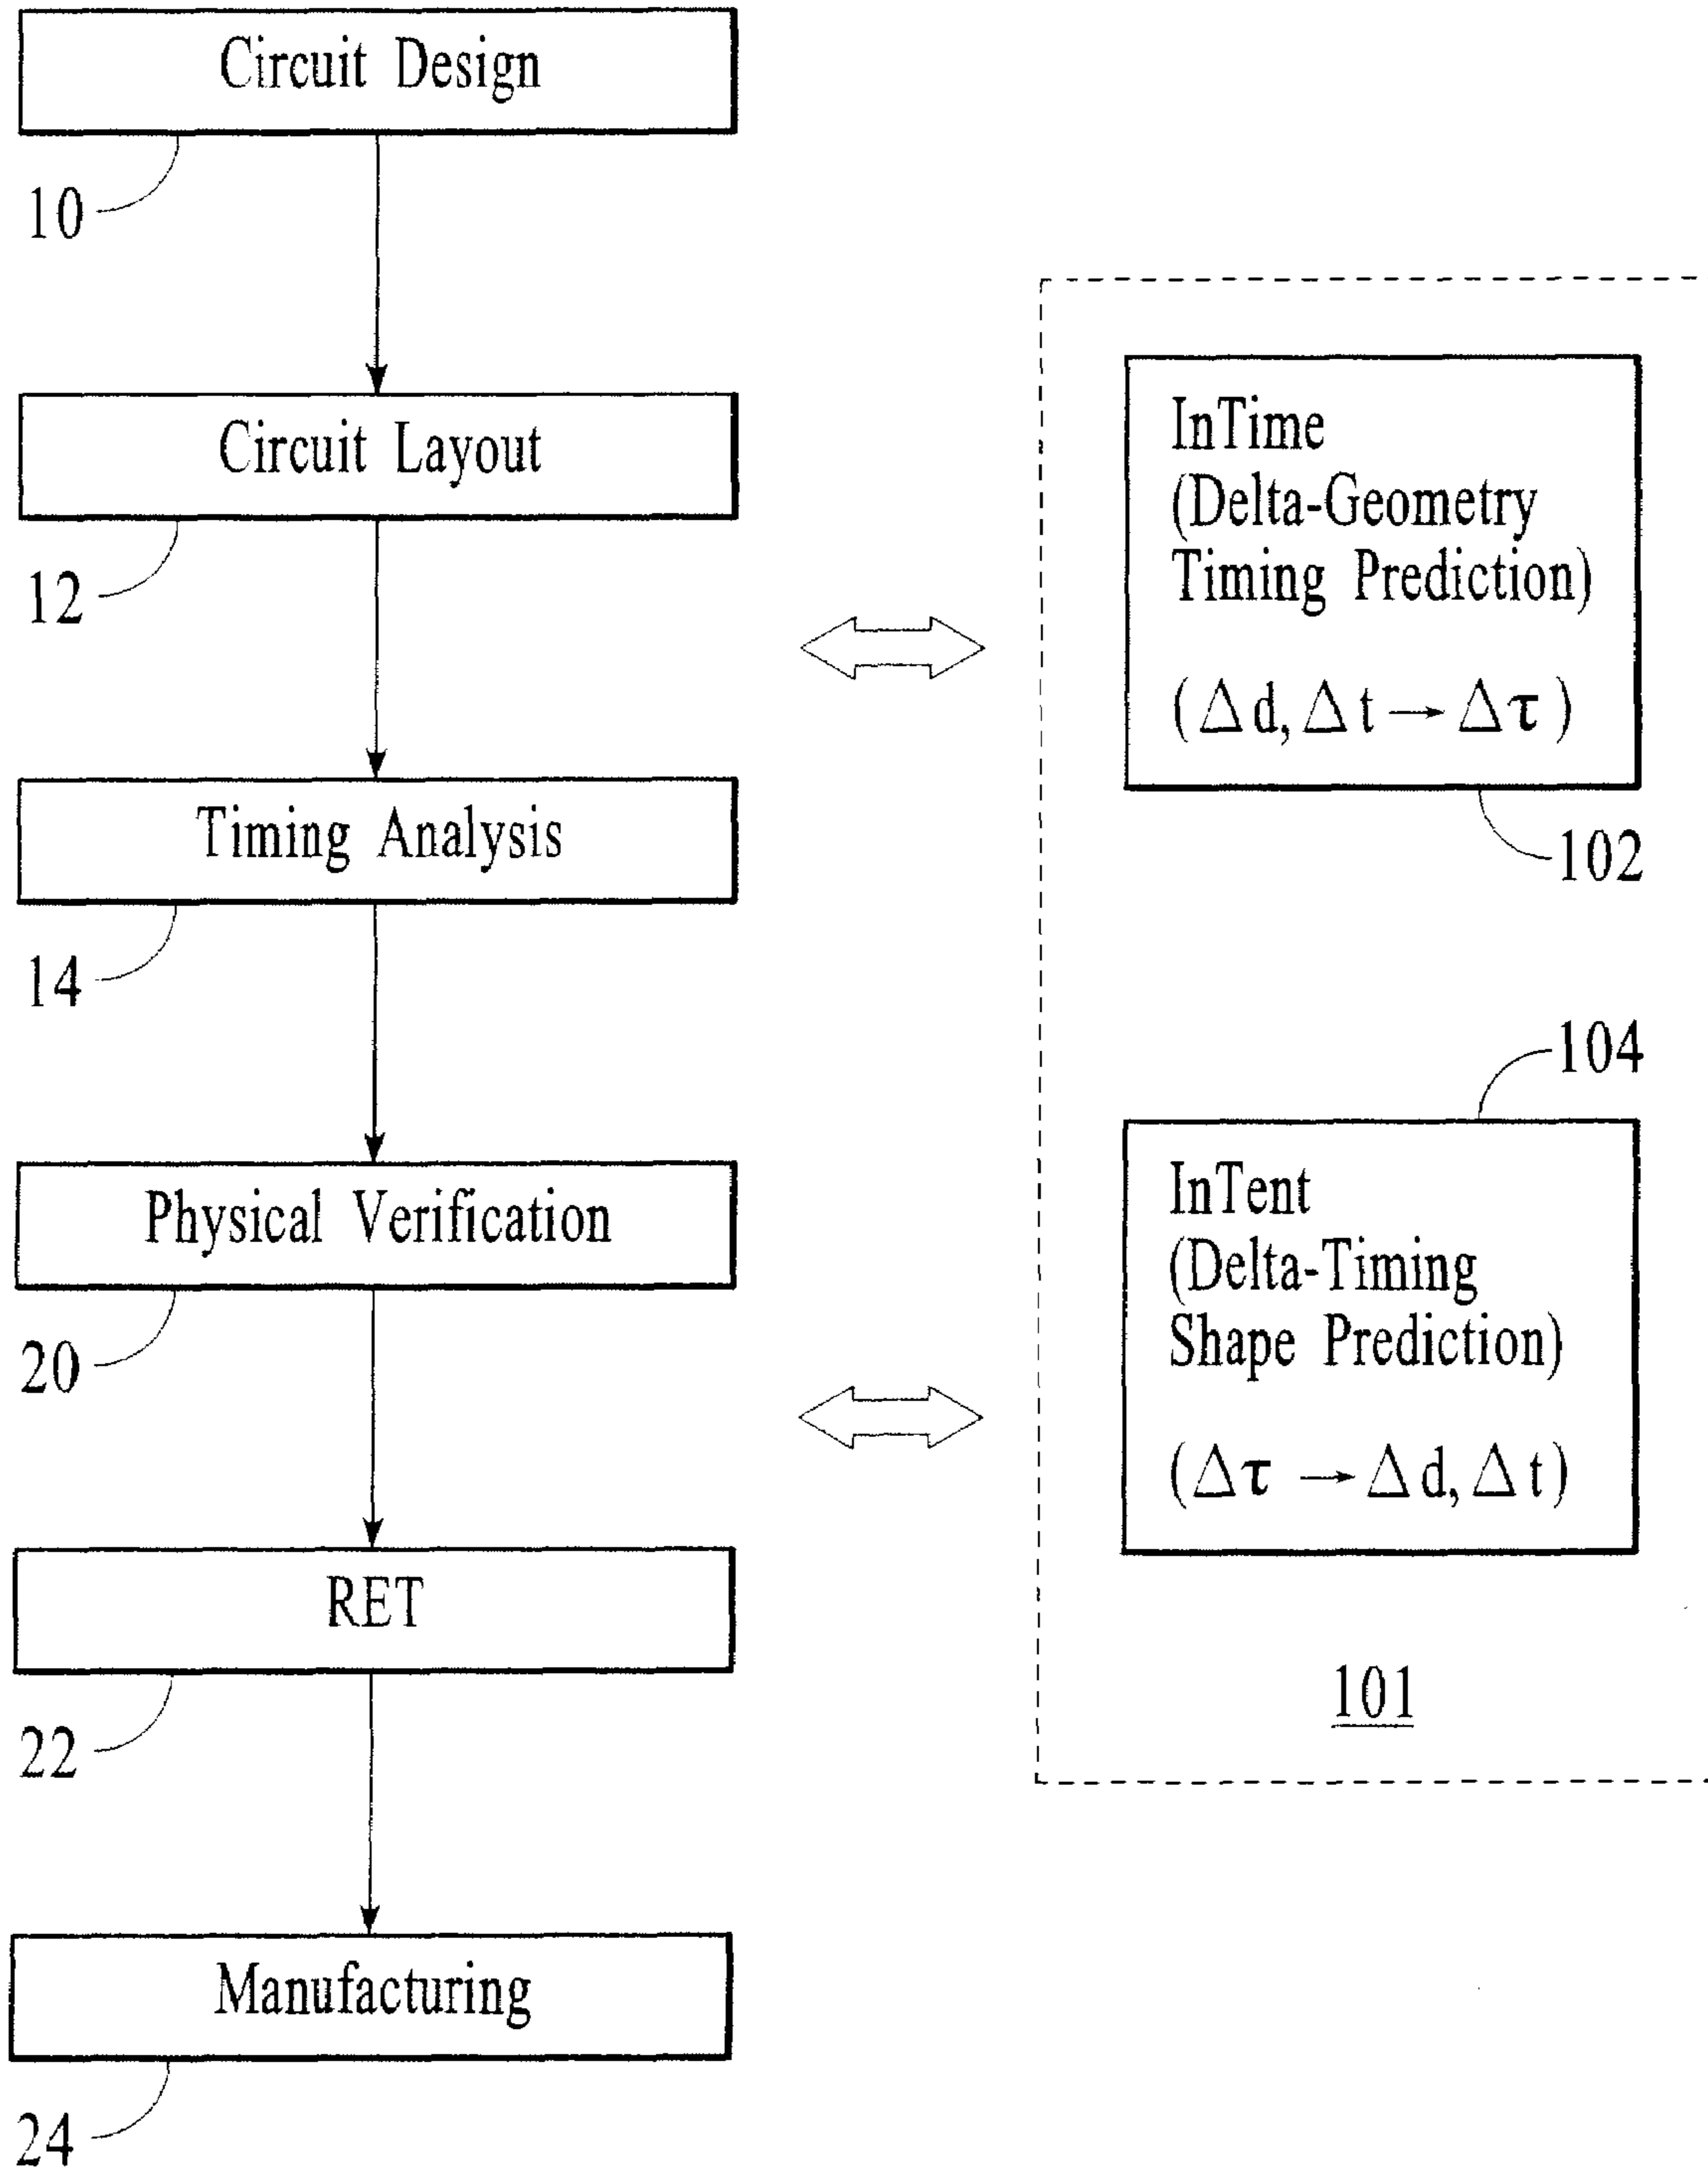 Circuit Design
10
Circuit Layout
12
Timing Analysis
14
Physical Verification
20
RET
22
Manufacturing
24
InTime
(Delta-Geometry
Timing Prediction)
(Δd, Δt → Δτ)
102
104
InTent
(Delta-Timing
Shape Prediction)
(Δτ → Δd, Δt)
101